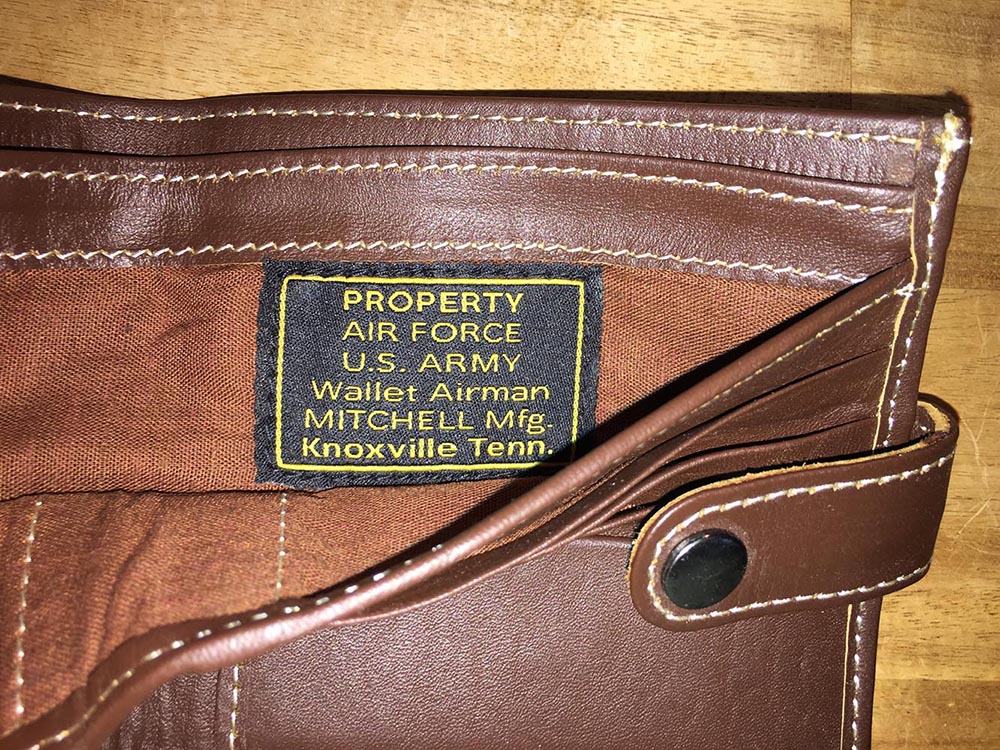 PROPERTY
AIR FORCE
U.S. ARMY
Wallet Airman
MITCHELL Mfg.
Knoxville Tenn.